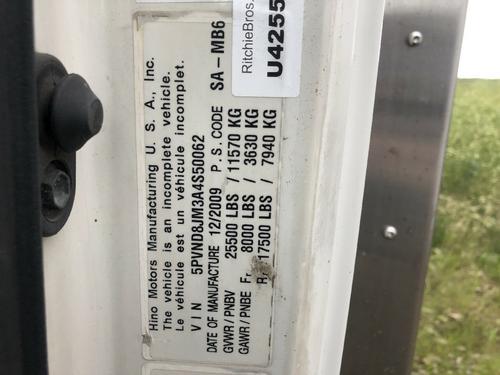 Hino Motors Manufacturing U. S. A., Inc.
The vehicle is an incomplete vehicle.
Le véhicule est un véhicule incomplet.
V I N 5PVND8JM3A4S50062
DATE OF MANUFACTURE 12/2009 P. S. CODE SA-MB6
GVWR / PNBV 25500 LBS / 11570 KG
GAWR / PNBE Fr 8000 LBS / 3630 KG
17500 LBS / 7940 KG
RitchieBros.
U4255